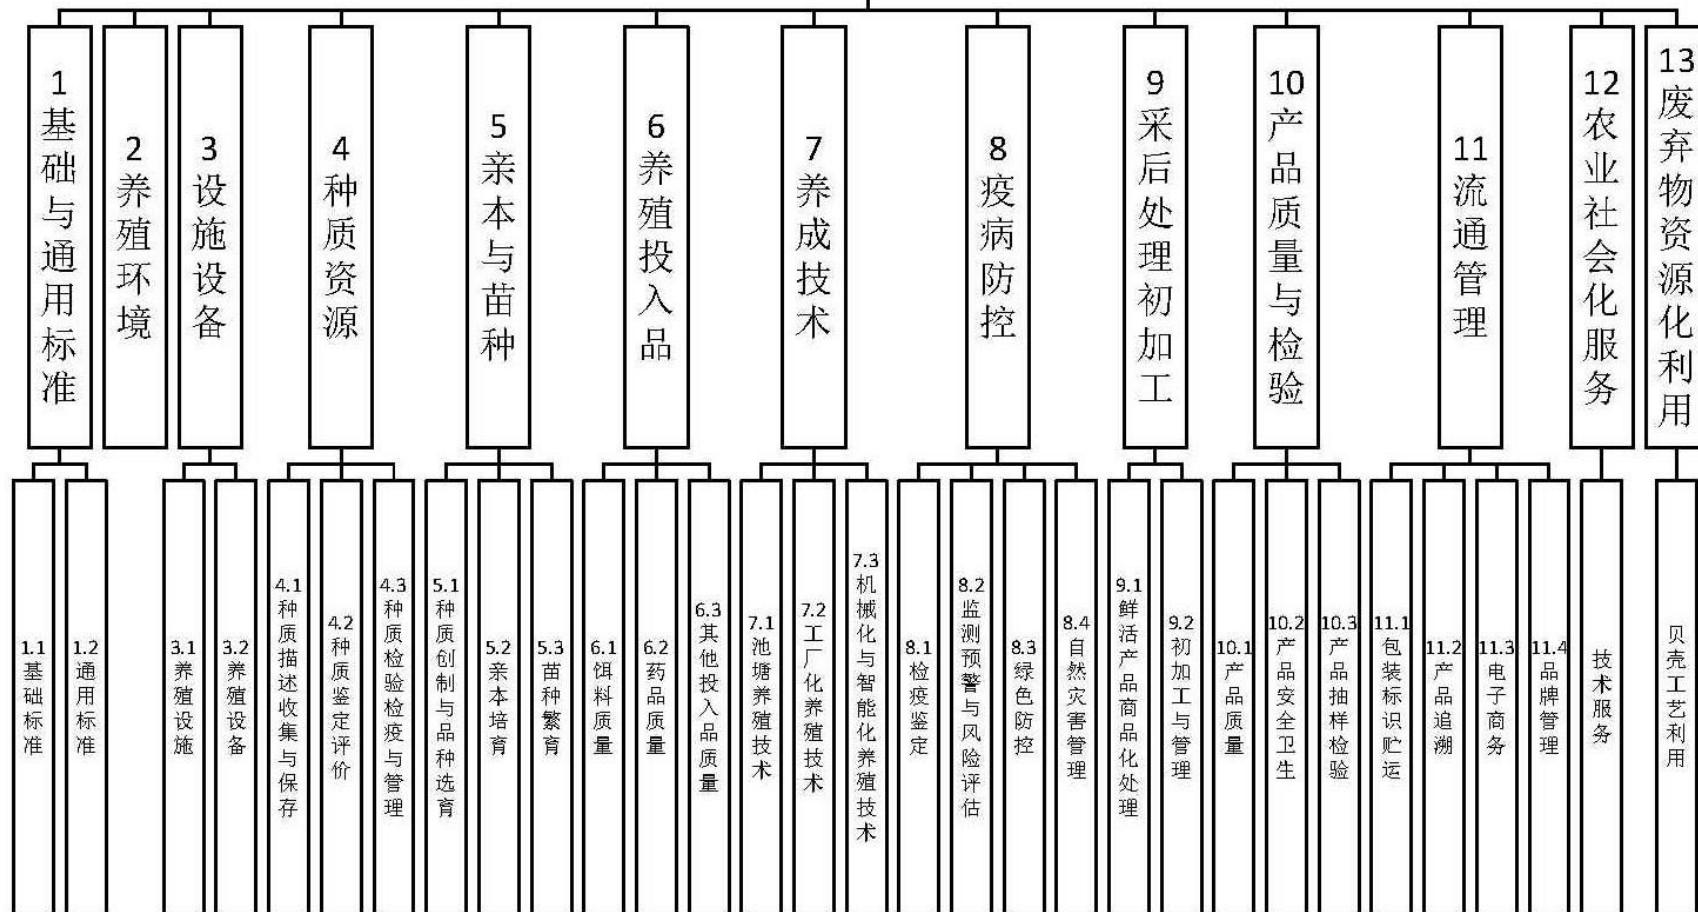 1基础与通用标准
2养殖环境
3设施设备
4种质资源
5亲本与苗种
6养殖投入品
7养成技术
8疫病防控
9采后处理初加工
10产品质量与检验
11流通管理
12农业社会化服务
13废弃物资源化利用
1.1基础标准
1.2通用标准
3.1养殖设施
3.2养殖设备
4.1种质描述收集与保存
4.2种质鉴定评价
4.3种质检验检疫与管理
5.1种质创制与品种选育
5.2亲本培育
5.3苗种繁育
6.1饵料质量
6.2药品质量
6.3其他投入品质量
7.1池塘养殖技术
7.2工厂化养殖技术
7.3机械化与智能化养殖技术
8.1检疫鉴定
8.2监测预警与风险评估
8.3绿色防控
8.4自然灾害管理
9.1鲜活产品商品化处理
9.2初加工与管理
10.1产品质量
10.2产品安全卫生
10.3产品抽样检验
11.1包装标识贮运
11.2产品追溯
11.3电子商务
11.4品牌管理
技术服务
贝壳工艺利用